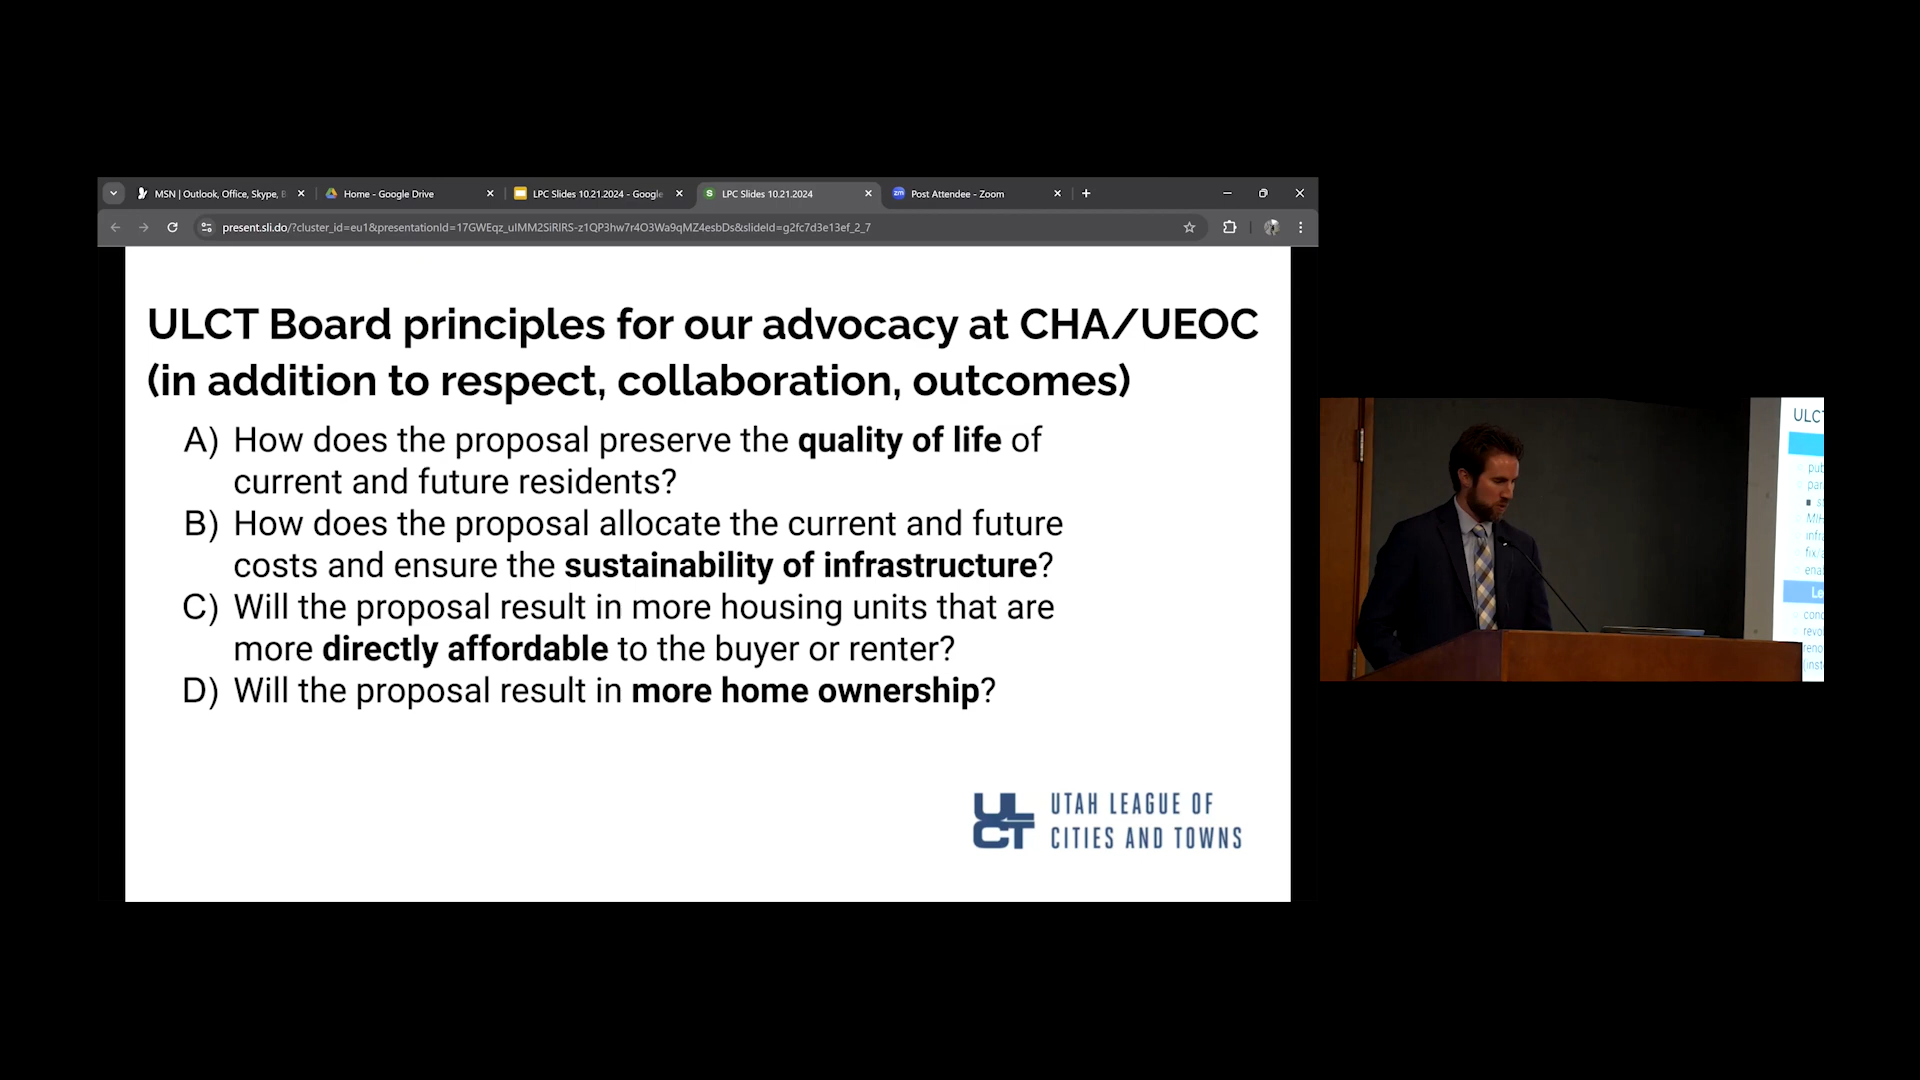 MSN | Outlook, Office, Skype,
Home - Google Drive
LPC Slides 10.21.2024 - Google
LPC Slides 10.21.2024
zm
Post Attendee - Zoom
present.sli.do/?cluster_id=eu1&presentationId=17GWEqz_uIMM2SiRlRS-z1QP3hw7r4O3Wa9qMZ4esbDs&slideId=g2fc7d3e13ef_2_7
ULCT Board principles for our advocacy at CHA/UEOC
(in addition to respect, collaboration, outcomes)
A) How does the proposal preserve the quality of life of
current and future residents?
B) How does the proposal allocate the current and future
costs and ensure the sustainability of infrastructure?
C) Will the proposal result in more housing units that are
more directly affordable to the buyer or renter?
D) Will the proposal result in more home ownership?
UL
CT
UTAH LEAGUE OF
CITIES AND TOWNS
ULCT